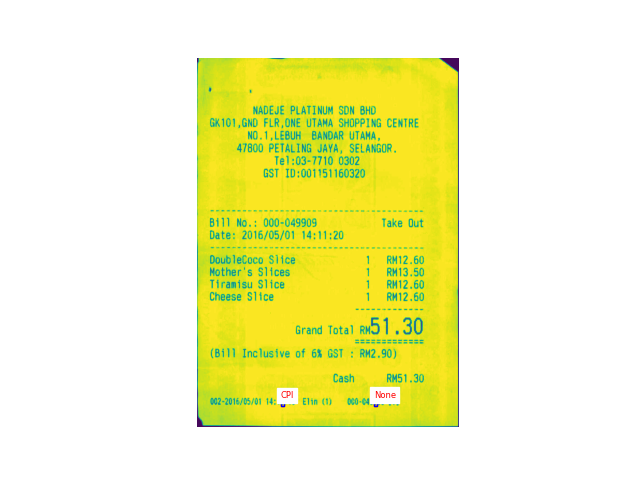 NADEJE PLATINUM SDN BHD
GK101,GND FLR,ONE UTAMA SHOPPING CENTRE
NO.1,LEBUH BANDAR UTAMA,
47800 PETALING JAYA, SELANGOR.
Tel:03-7710 0302
GST ID:001151160320
Bill No.: 000-049909 Take Out
Date: 2016/05/01 14:11:20
DoubleCoco Slice 1 RM12.60
Mother's Slices 1 RM13.50
Tiramisu Slice 1 RM12.60
Cheese Slice 1 RM12.60
Grand Total RM51.30
(Bill Inclusive of 6% GST : RM2.90)
Cash RM51.30
CPI None
002-2016/05/01 Elin (1)